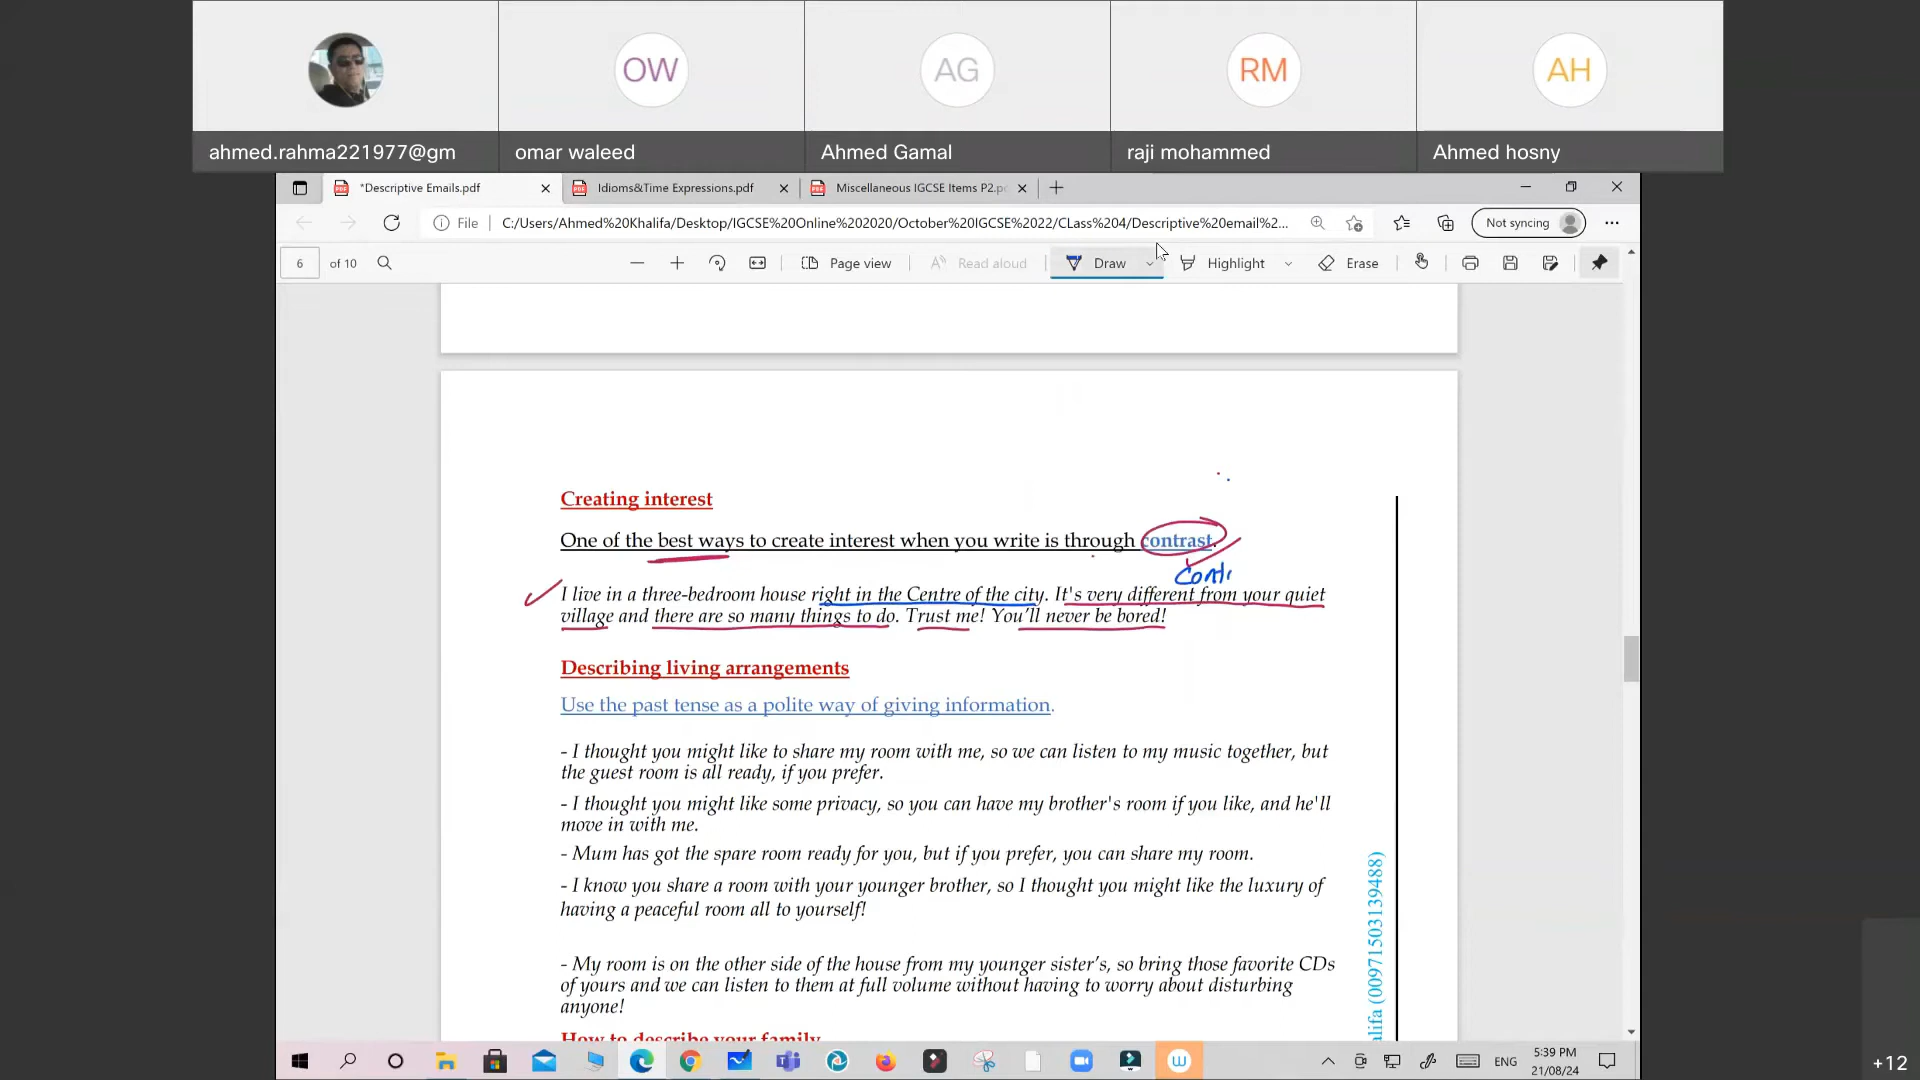 OW
AG
RM
AH
ahmed.rahma221977@gm
omar waleed
Ahmed Gamal
raji mohammed
Ahmed hosny
*Descriptive Emails.pdf
Idioms&Time Expressions.pdf
Miscellaneous IGCSE Items P2.p
File
C:/Users/Ahmed%20Khalifa/Desktop/IGCSE%20Online%202020/October%20IGCSE%2022/CLass%204/Descriptive%20email%2...
Not syncing
6 of 10
Page view
Read aloud
Draw
Highlight
Erase
Creating interest
One of the best ways to create interest when you write is through contrast.
Cont
I live in a three-bedroom house right in the Centre of the city. It's very different from your quiet
village and there are so many things to do. Trust me! You'll never be bored!
Describing living arrangements
Use the past tense as a polite way of giving information.
- I thought you might like to share my room with me, so we can listen to my music together, but
the guest room is all ready, if you prefer.
- I thought you might like some privacy, so you can have my brother's room if you like, and he'll
move in with me.
- Mum has got the spare room ready for you, but if you prefer, you can share my room.
- I know you share a room with your younger brother, so I thought you might like the luxury of
having a peaceful room all to yourself!
- My room is on the other side of the house from my younger sister's, so bring those favorite CDs
of yours and we can listen to them at full volume without having to worry about disturbing
anyone!
How to describe your family
alifa (00971503139488)
ENG
5:39 PM
21/08/24
+12